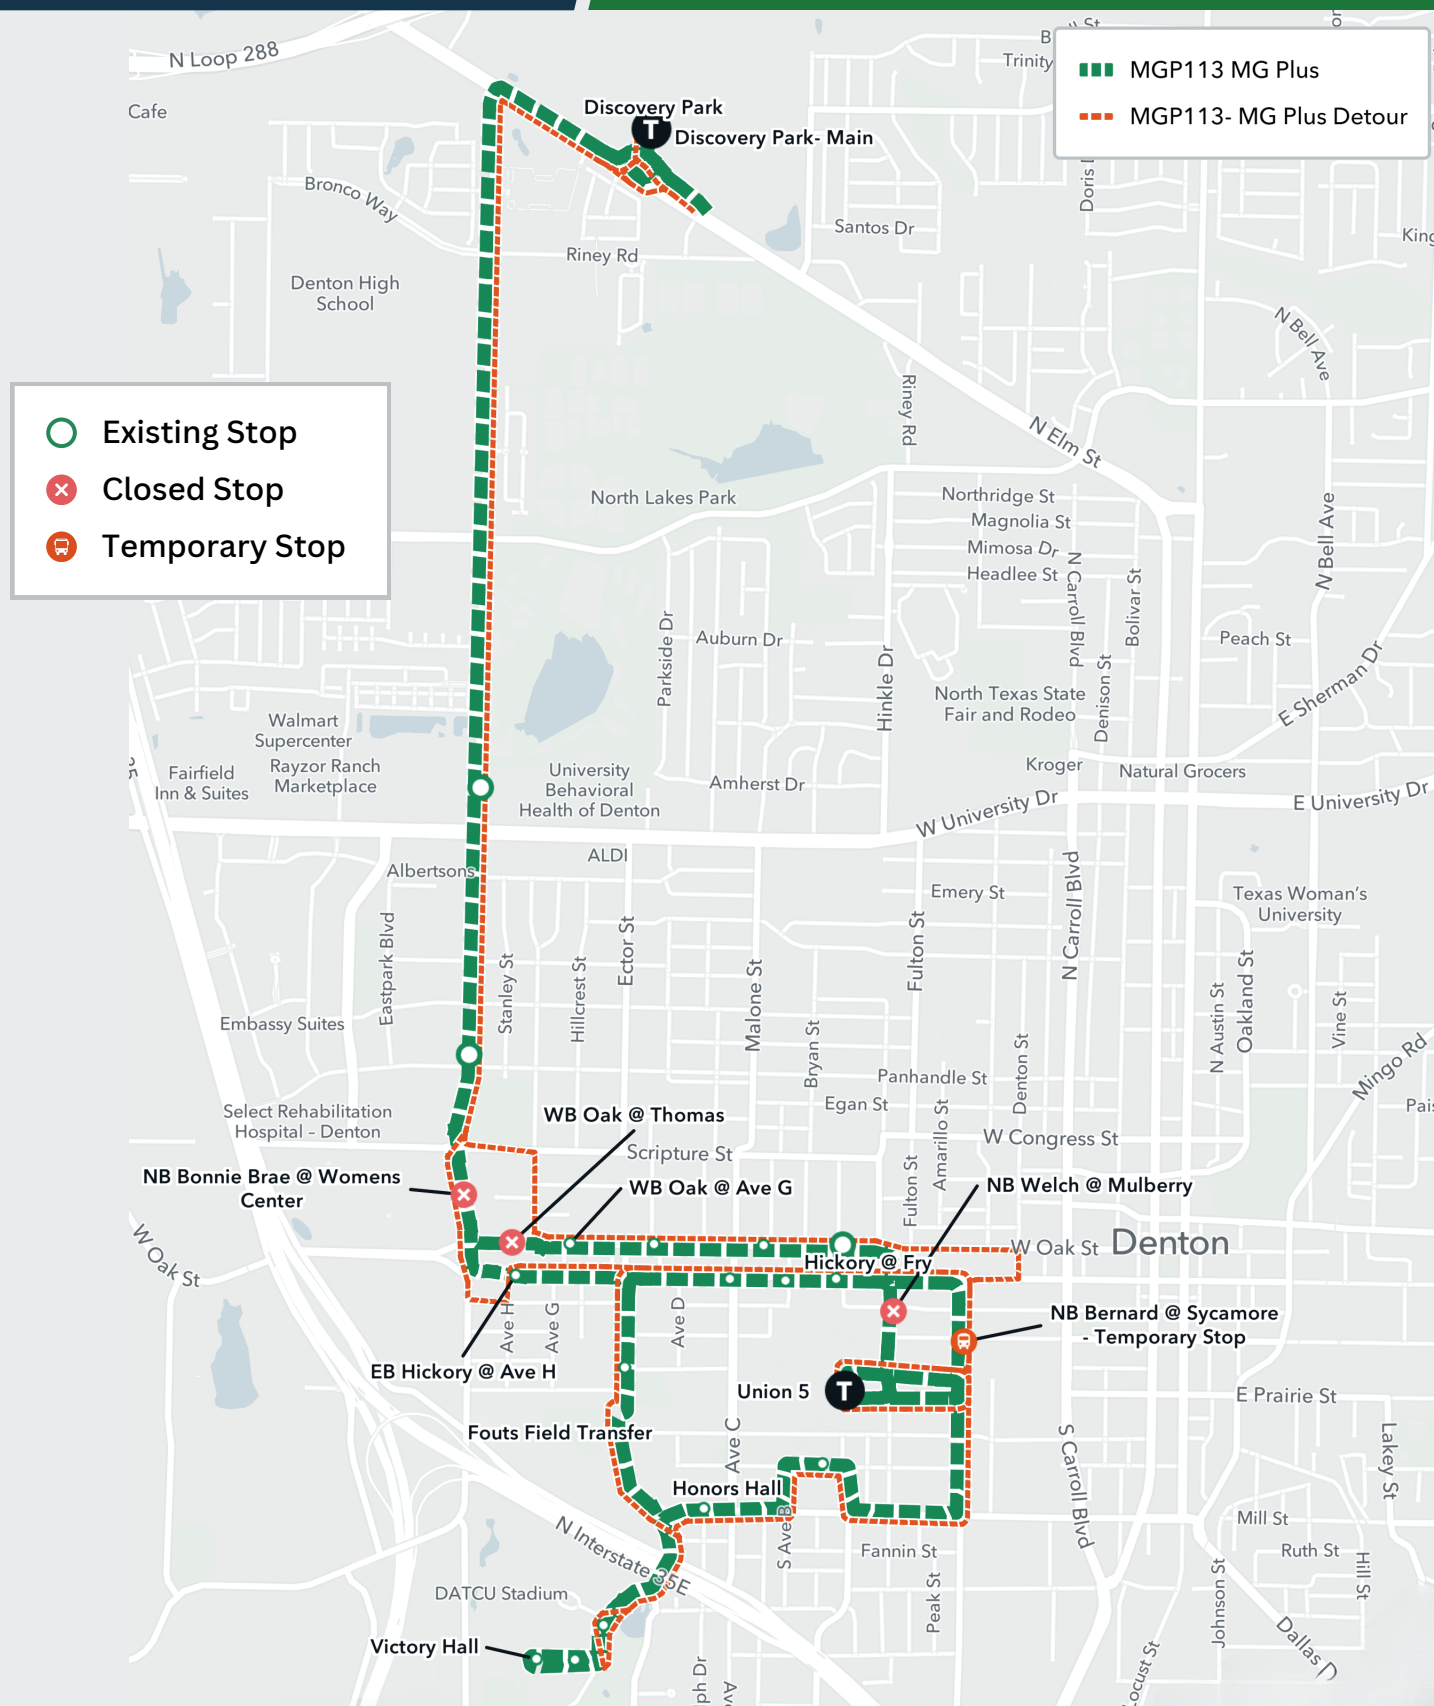 N Loop 288
Cafe
Trinity
MGP113 MG Plus
MGP113- MG Plus Detour
Discovery Park
T
Discovery Park- Main
Doris
Bronco Way
Santos Dr
King
Riney Rd
Denton High
School
N Bell Ave
Existing Stop
Closed Stop
Temporary Stop
Riney Rd
N Elm St
North Lakes Park
Northridge St
Magnolia St
Mimosa Dr
Headlee St
N Carroll Blvd
Bolivar St
N Bell Ave
Parkside Dr
Auburn Dr
Hinkle Dr
Peach St
E Sherman Dr
North Texas State
Fair and Rodeo
Denison St
Walmart
Supercenter
Rayzor Ranch
Marketplace
Fairfield
Inn & Suites
35
University
Behavioral
Health of Denton
Amherst Dr
Kroger
Natural Grocers
W University Dr
E University Dr
ALDI
Albertsons
Emery St
Texas Woman's
University
Eastpark Blvd
Stanley St
Hillcrest St
Ector St
Malone St
Fulton St
N Carroll Blvd
Oakland St
N Austin St
Vine St
Embassy Suites
Bryan St
Denton St
Mingo Rd
Panhandle St
Egan St
Amarillo St
Pais
Select Rehabilitation
Hospital - Denton
WB Oak @ Thomas
W Congress St
Scripture St
NB Bonnie Brae @ Womens
Center
WB Oak @ Ave G
Fulton St
NB Welch @ Mulberry
W Oak St
W Oak St
Denton
Hickory @ Fry
Ave H
Ave G
Ave D
NB Bernard @ Sycamore
- Temporary Stop
EB Hickory @ Ave H
Union 5
T
E Prairie St
Fouts Field Transfer
Ave C
S Carroll Blvd
Lakey St
Honors Hall
S Ave B
N Interstate 35E
Fannin St
Mill St
Ruth St
Hill St
DATCU Stadium
Peak St
Johnson St
Dallas D
Victory Hall
ph Dr
Ave
Locust St